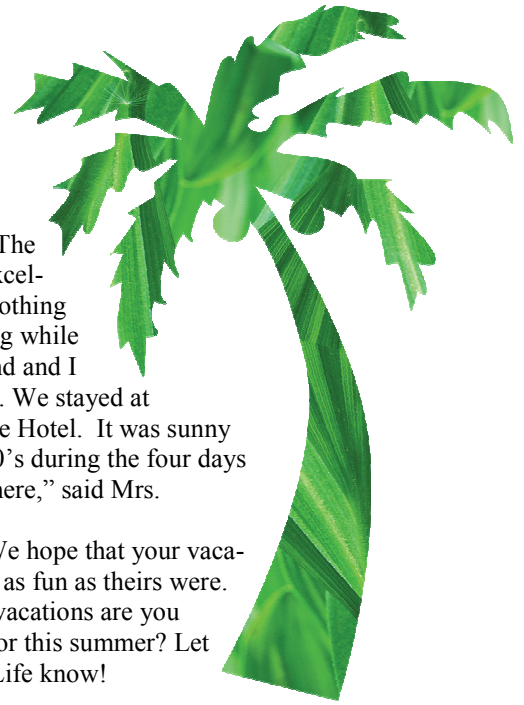 The
xcel-
othing
g while
nd and I
. We stayed at
e Hotel. It was sunny
0’s during the four days
here,” said Mrs.
We hope that your vaca-
as fun as theirs were.
vacations are you
or this summer? Let
Life know!